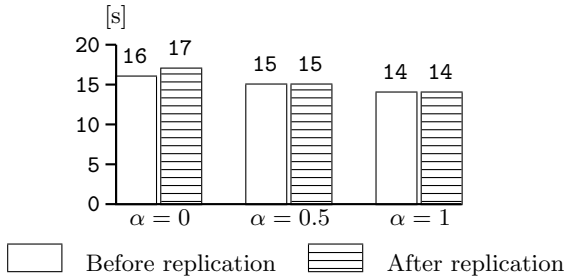 [s]
20
15
10
5
0
16 17
15 15
14 14
α = 0 α = 0.5 α = 1
Before replication After replication